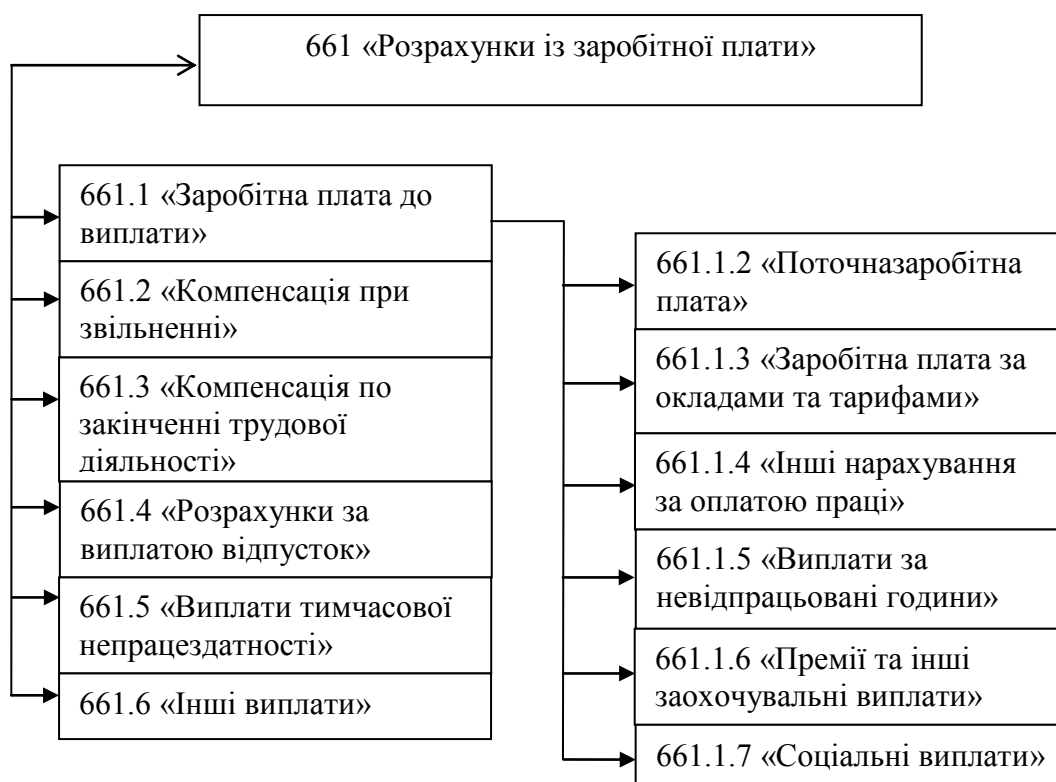 661 «Розрахунки із заробітної плати»
661.1 «Заробітна плата до
виплати»
661.2 «Компенсація при
звільненні»
661.3 «Компенсація по
закінченні трудової
діяльності»
661.4 «Розрахунки за
виплатою відпусток»
661.5 «Виплати тимчасової
непрацездатності»
661.6 «Інші виплати»
661.1.2 «Поточназаробітна
плата»
661.1.3 «Заробітна плата за
окладами та тарифами»
661.1.4 «Інші нарахування
за оплатою праці»
661.1.5 «Виплати за
невідпрацьовані години»
661.1.6 «Премії та інші
заохочувальні виплати»
661.1.7 «Соціальні виплати»